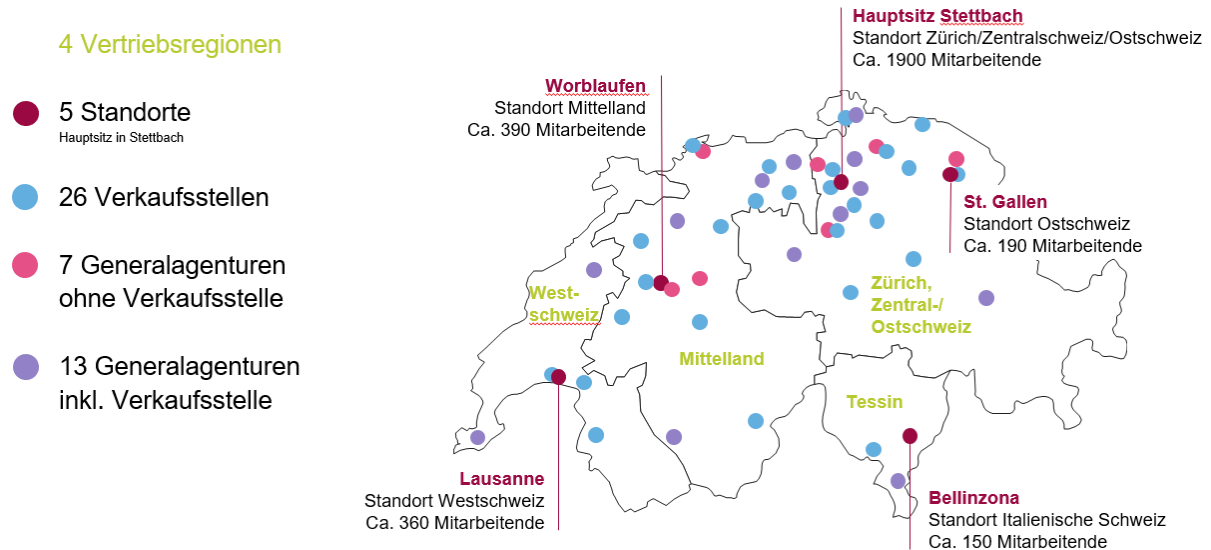 4 Vertriebsregionen
5 Standorte
Hauptsitz in Stettbach
26 Verkaufsstellen
7 Generalagenturen
ohne Verkaufsstelle
13 Generalagenturen
inkl. Verkaufsstelle
Hauptsitz Stettbach
Standort Zürich/Zentralschweiz/Ostschweiz
Ca. 1900 Mitarbeitende
Worblaufen
Standort Mittelland
Ca. 390 Mitarbeitende
St. Gallen
Standort Ostschweiz
Ca. 190 Mitarbeitende
West-
schweiz
Zürich,
Zentral-/
Ostschweiz
Mittelland
Tessin
Lausanne
Standort Westschweiz
Ca. 360 Mitarbeitende
Bellinzona
Standort Italienische Schweiz
Ca. 150 Mitarbeitende